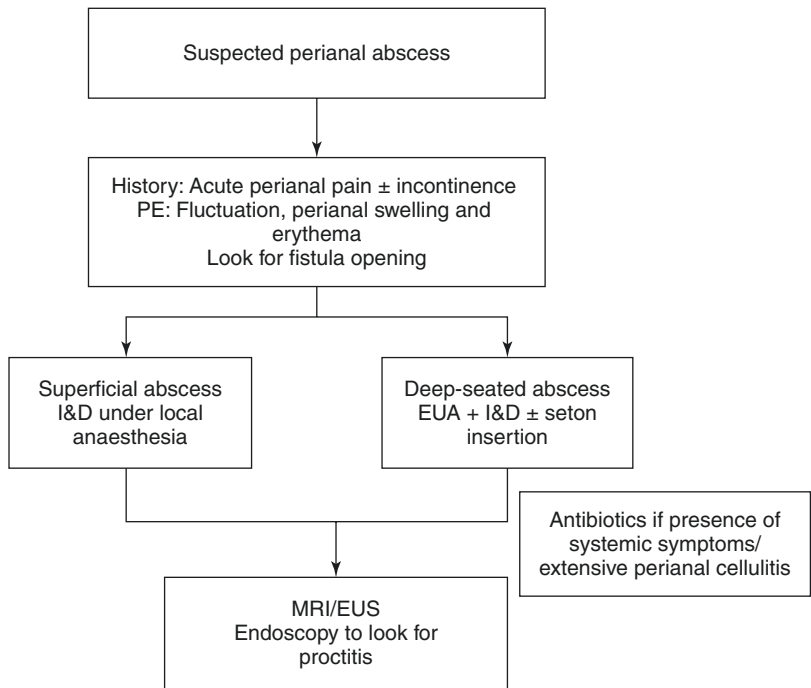 Suspected perianal abscess
History: Acute perianal pain ± incontinence
PE: Fluctuation, perianal swelling and
erythema
Look for fistula opening
Superficial abscess
I&D under local
anaesthesia
Deep-seated abscess
EUA + I&D ± seton
insertion
Antibiotics if presence of
systemic symptoms/
extensive perianal cellulitis
MRI/EUS
Endoscopy to look for
proctitis